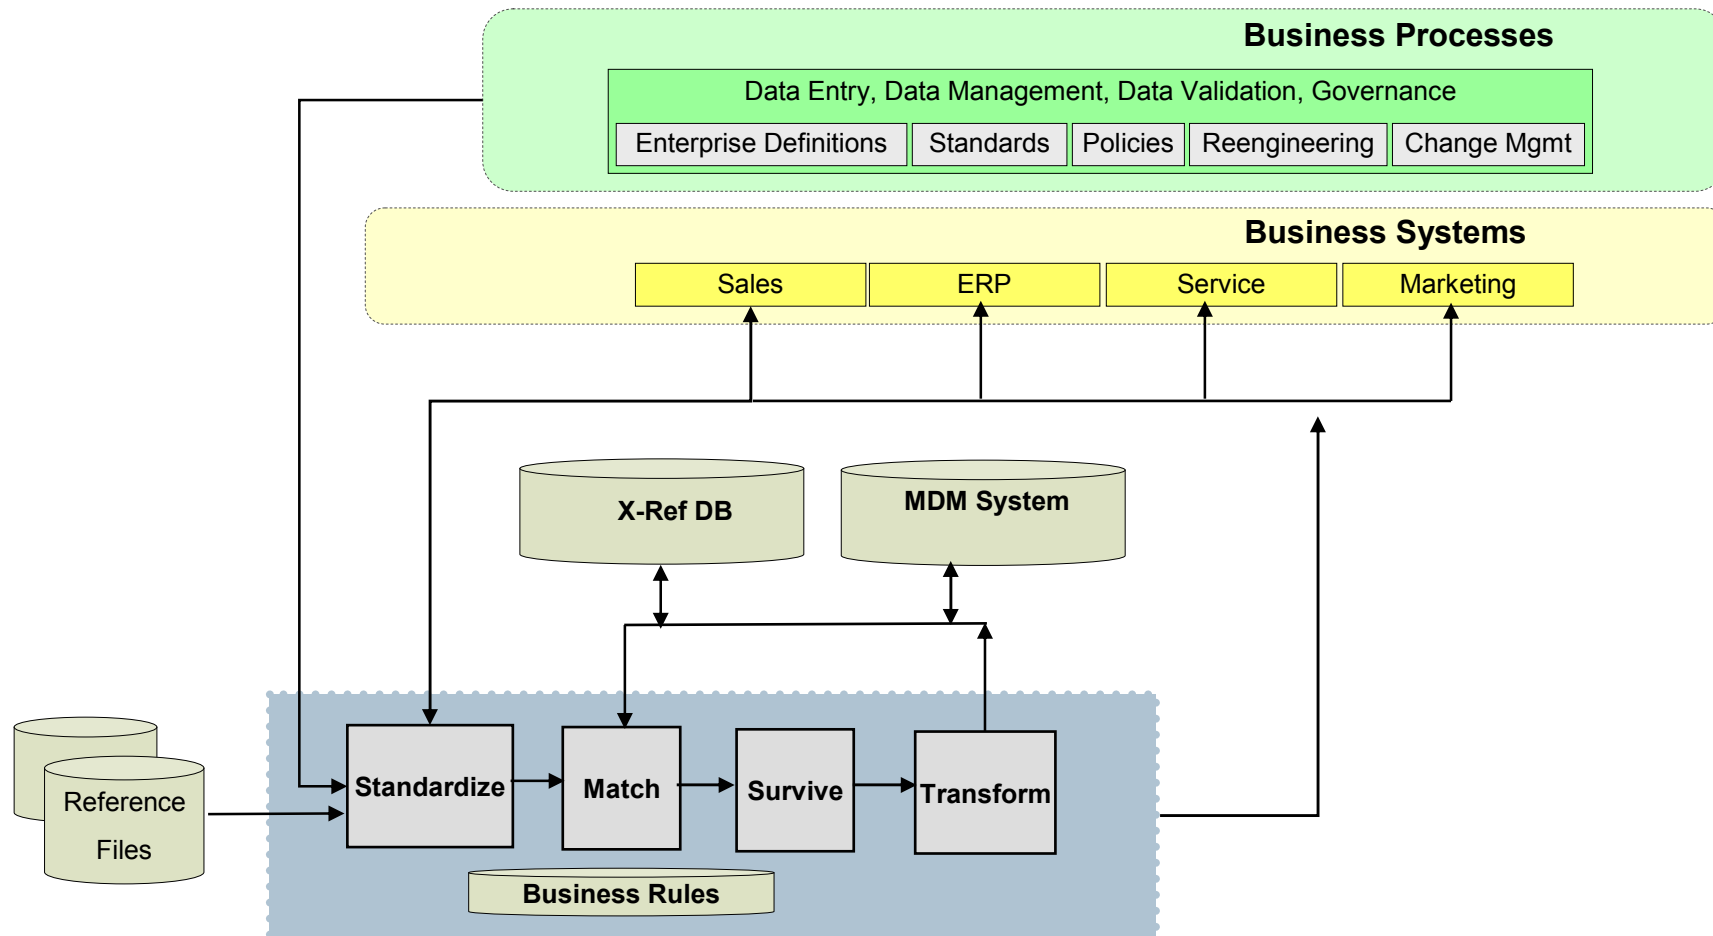 Business Processes
Data Entry, Data Management, Data Validation, Governance
Enterprise Definitions
Standards
Policies
Reengineering
Change Mgmt
Business Systems
Sales
ERP
Service
Marketing
X-Ref DB
MDM System
Reference
Files
Standardize
Match
Survive
Transform
Business Rules